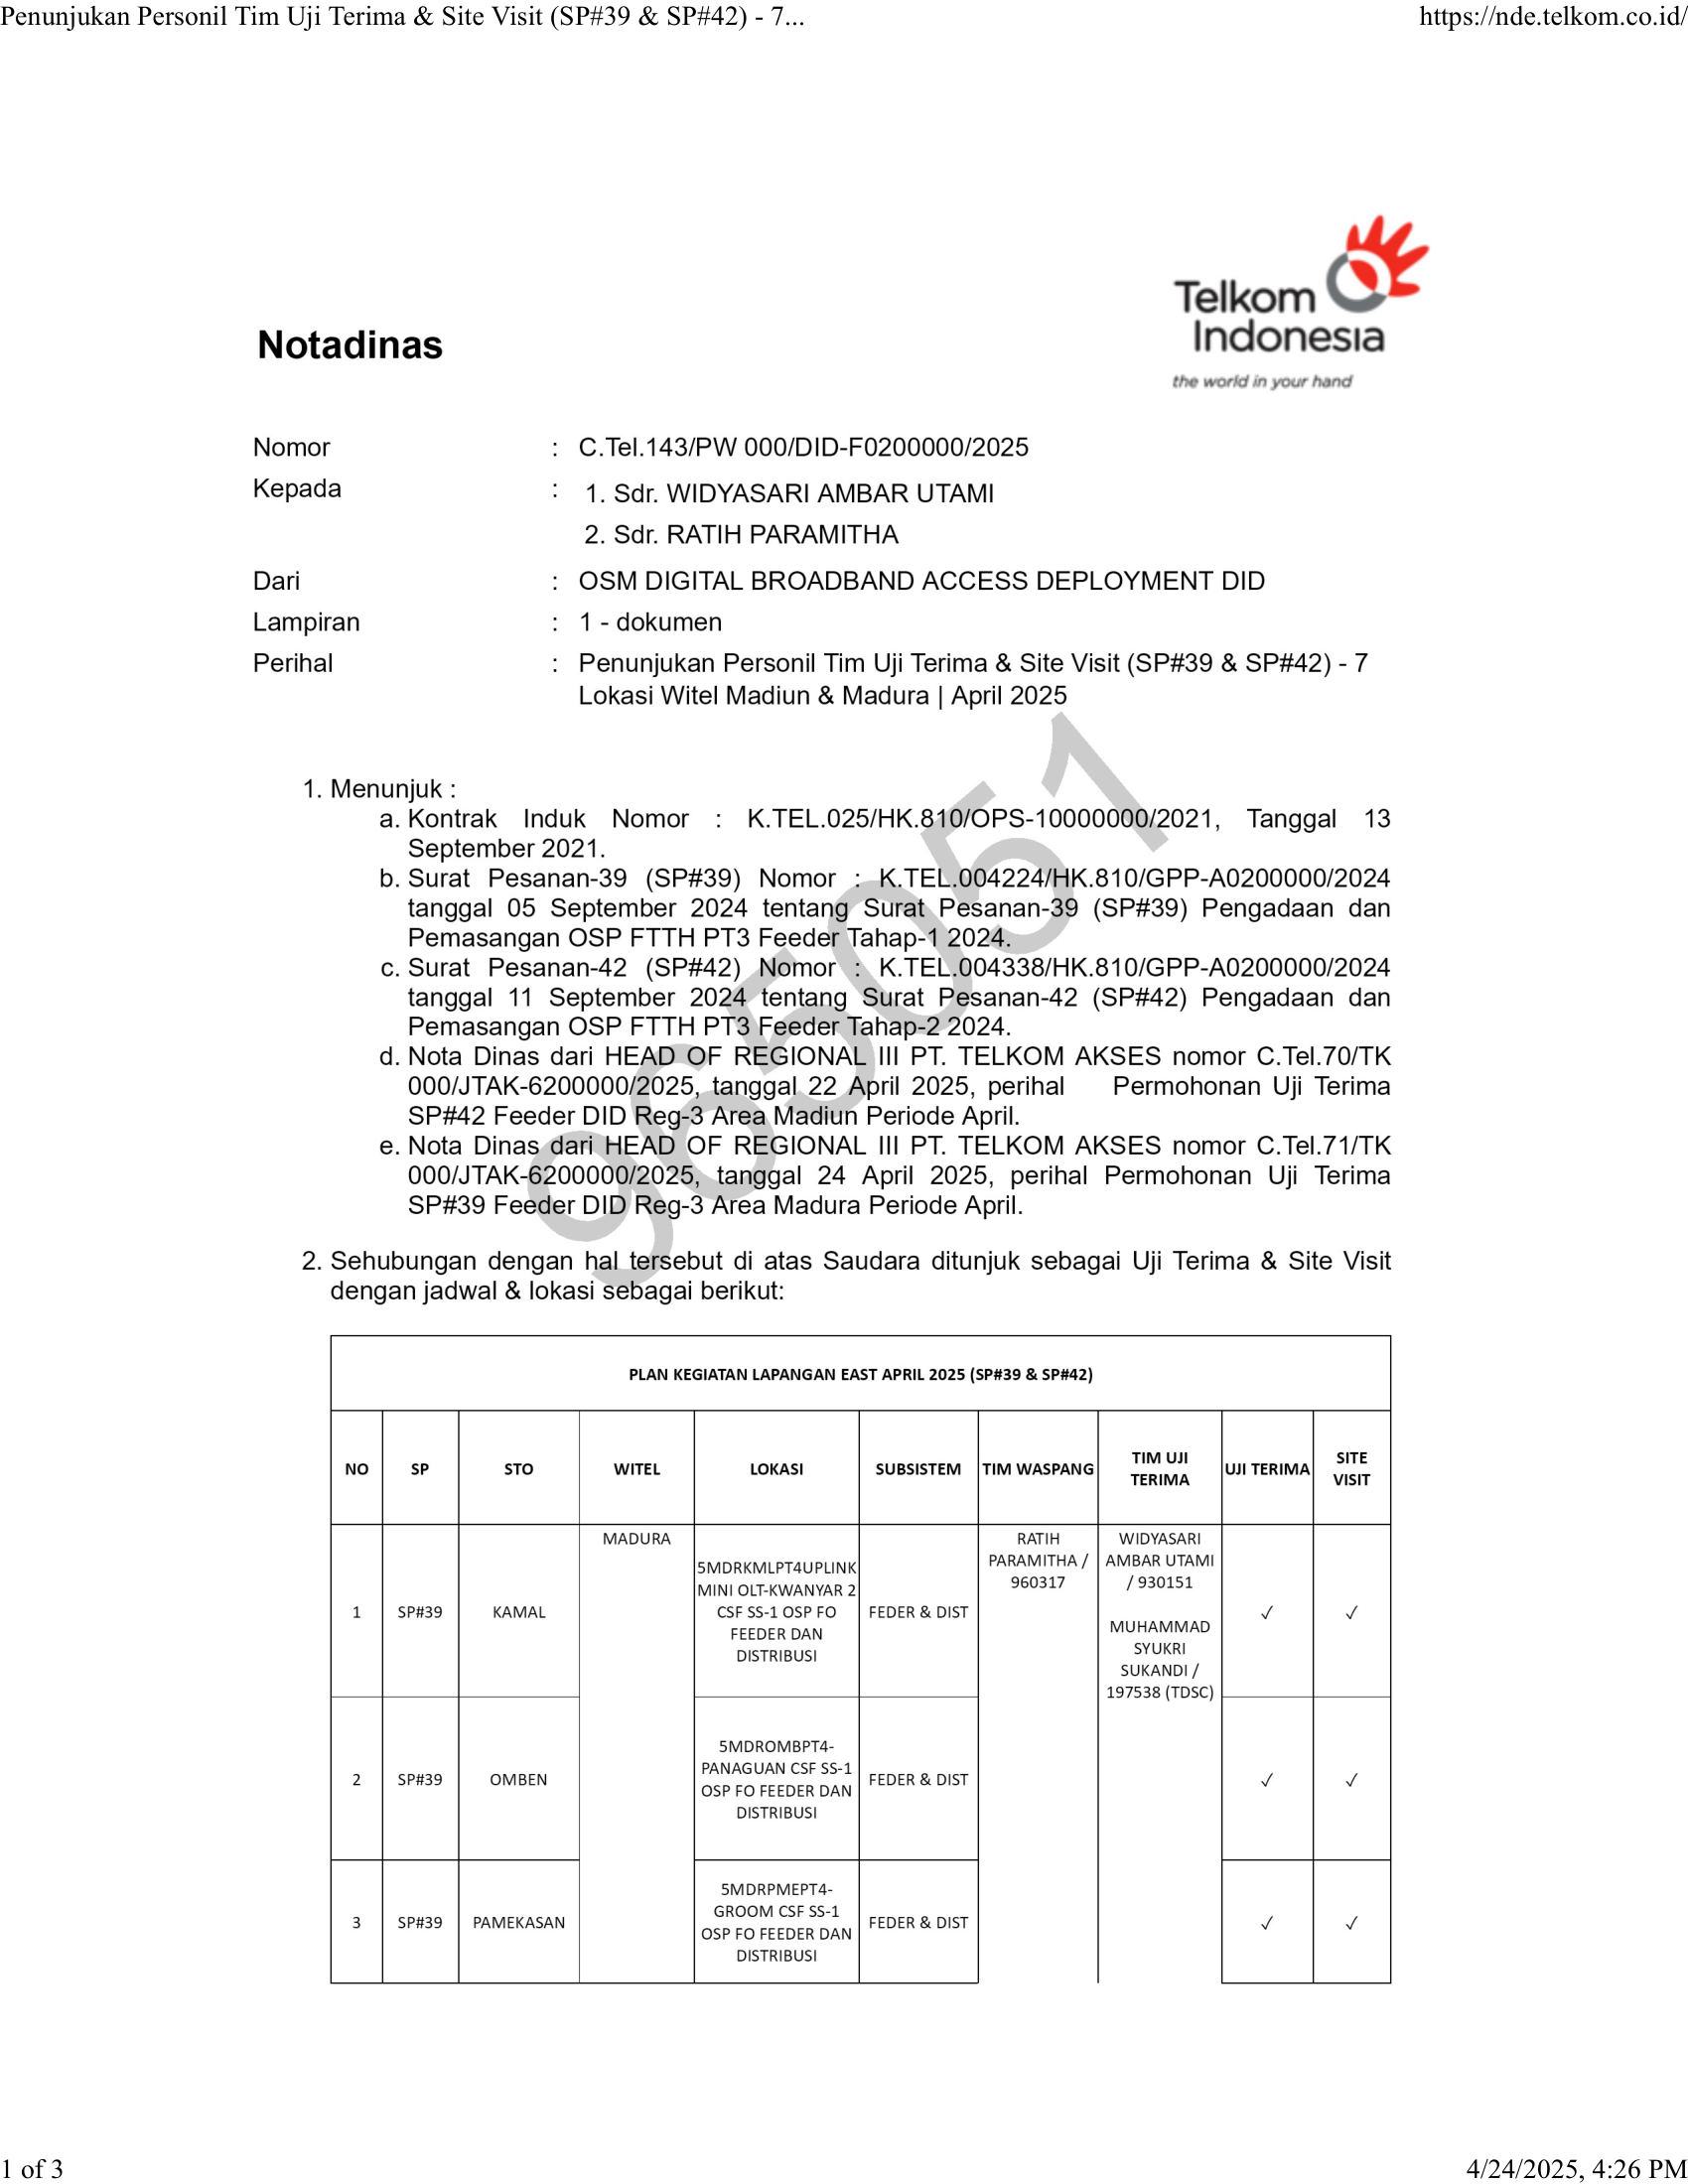 Penunjukan Personil Tim Uji Terima & Site Visit (SP#39 & SP#42) - 7...
https://nde.telkom.co.id/
Telkom
Indonesia
the world in your hand
Notadinas
Nomor : C.Tel.143/PW 000/DID-F0200000/2025
Kepada : 1. Sdr. WIDYASARI AMBAR UTAMI
2. Sdr. RATIH PARAMITHA
Dari : OSM DIGITAL BROADBAND ACCESS DEPLOYMENT DID
Lampiran : 1 - dokumen
Perihal : Penunjukan Personil Tim Uji Terima & Site Visit (SP#39 & SP#42) - 7
Lokasi Witel Madiun & Madura | April 2025
965051
1. Menunjuk :
a. Kontrak Induk Nomor : K.TEL.025/HK.810/OPS-10000000/2021, Tanggal 13
September 2021.
b. Surat Pesanan-39 (SP#39) Nomor : K.TEL.004224/HK.810/GPP-A0200000/2024
tanggal 05 September 2024 tentang Surat Pesanan-39 (SP#39) Pengadaan dan
Pemasangan OSP FTTH PT3 Feeder Tahap-1 2024.
c. Surat Pesanan-42 (SP#42) Nomor : K.TEL.004338/HK.810/GPP-A0200000/2024
tanggal 11 September 2024 tentang Surat Pesanan-42 (SP#42) Pengadaan dan
Pemasangan OSP FTTH PT3 Feeder Tahap-2 2024.
d. Nota Dinas dari HEAD OF REGIONAL III PT. TELKOM AKSES nomor C.Tel.70/TK
000/JTAK-6200000/2025, tanggal 22 April 2025, perihal Permohonan Uji Terima
SP#42 Feeder DID Reg-3 Area Madiun Periode April.
e. Nota Dinas dari HEAD OF REGIONAL III PT. TELKOM AKSES nomor C.Tel.71/TK
000/JTAK-6200000/2025, tanggal 24 April 2025, perihal Permohonan Uji Terima
SP#39 Feeder DID Reg-3 Area Madura Periode April.
2. Sehubungan dengan hal tersebut di atas Saudara ditunjuk sebagai Uji Terima & Site Visit
dengan jadwal & lokasi sebagai berikut:
PLAN KEGIATAN LAPANGAN EAST APRIL 2025 (SP#39 & SP#42)
NO SP STO WITEL LOKASI SUBSISTEM TIM WASPANG TIM UJI TERIMA UJI TERIMA SITE VISIT
1 SP#39 KAMAL MADURA
5MDRKMLPT4UPLINK
MINI OLT-KWANYAR 2
CSF SS-1 OSP FO
FEEDER DAN
DISTRIBUSI
FEDER & DIST
RATIH
PARAMITHA /
960317
WIDYASARI
AMBAR UTAMI
/ 930151
MUHAMMAD
SYUKRI
SUKANDI /
197538 (TDSC)
✓ ✓
2 SP#39 OMBEN
5MDROMBPT4-
PANAGUAN CSF SS-1
OSP FO FEEDER DAN
DISTRIBUSI
FEDER & DIST ✓ ✓
3 SP#39 PAMEKASAN
5MDRPMEPT4-
GROOM CSF SS-1
OSP FO FEEDER DAN
DISTRIBUSI
FEDER & DIST ✓ ✓
1 of 3
4/24/2025, 4:26 PM